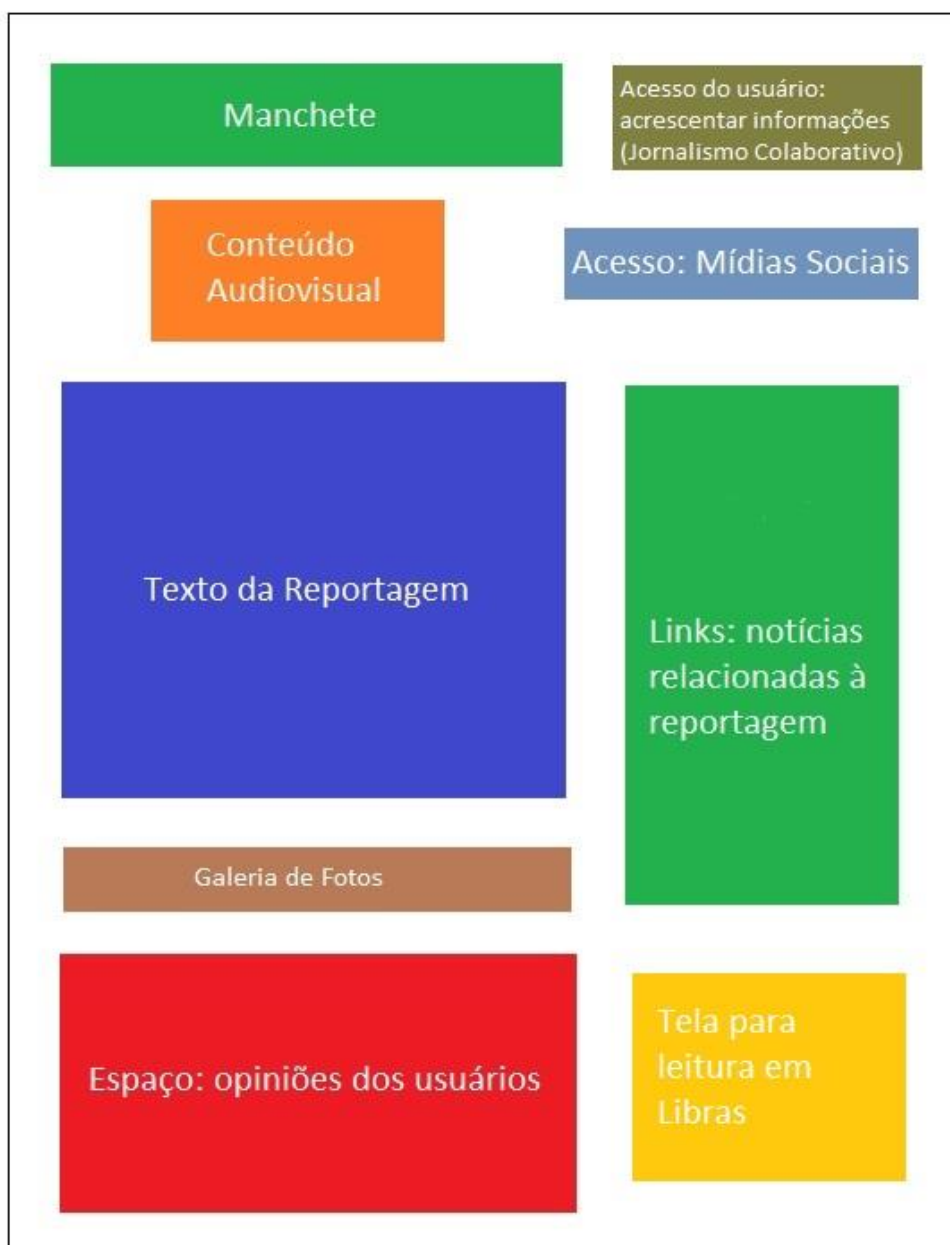 Manchete
Acesso do usuário:
acrescentar informações
(Jornalismo Colaborativo)
Conteúdo
Audiovisual
Acesso: Mídias Sociais
Texto da Reportagem
Links: notícias
relacionadas à
reportagem
Galeria de Fotos
Espaço: opiniões dos usuários
Tela para
leitura em
Libras